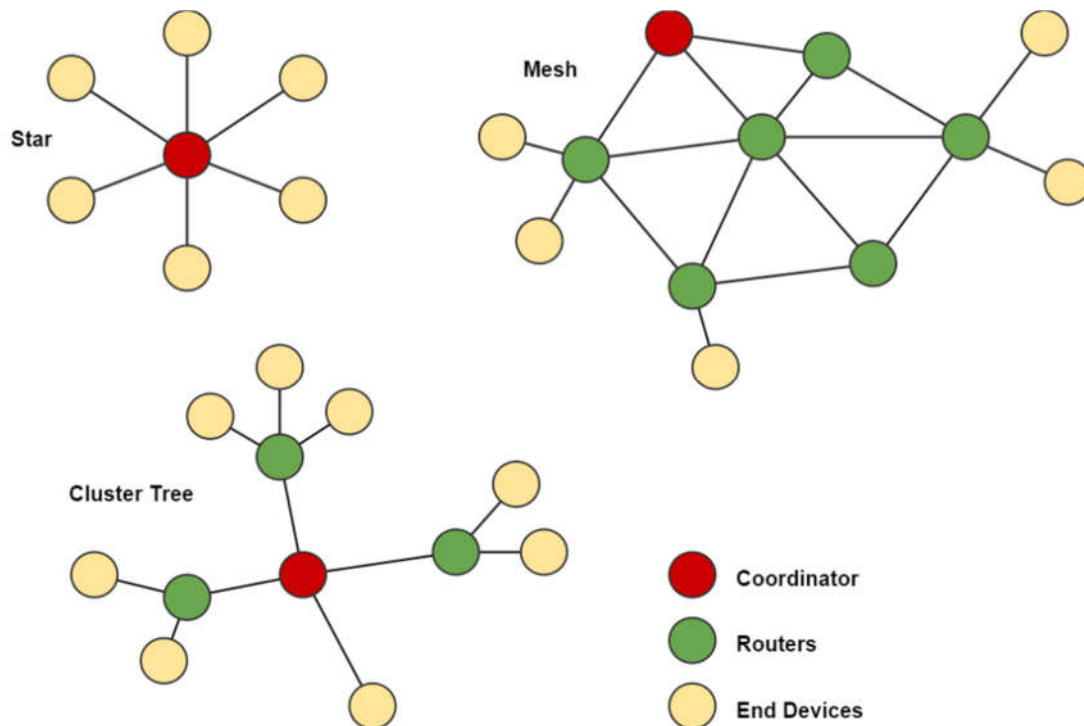 Mesh
Star
Cluster Tree
Coordinator
Routers
End Devices